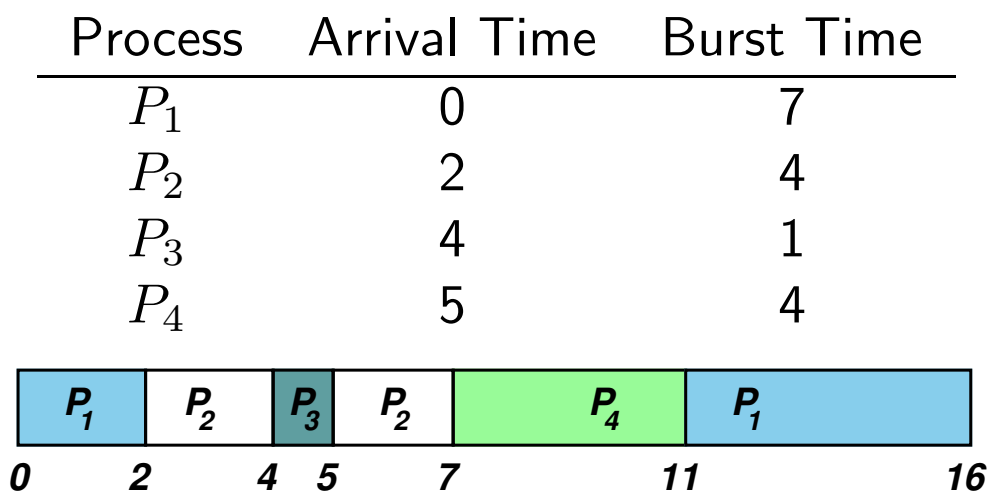 Process Arrival Time Burst Time
P1 0 7
P2 2 4
P3 4 1
P4 5 4
P1 P2 P3 P2 P4 P1
0 2 4 5 7 11 16